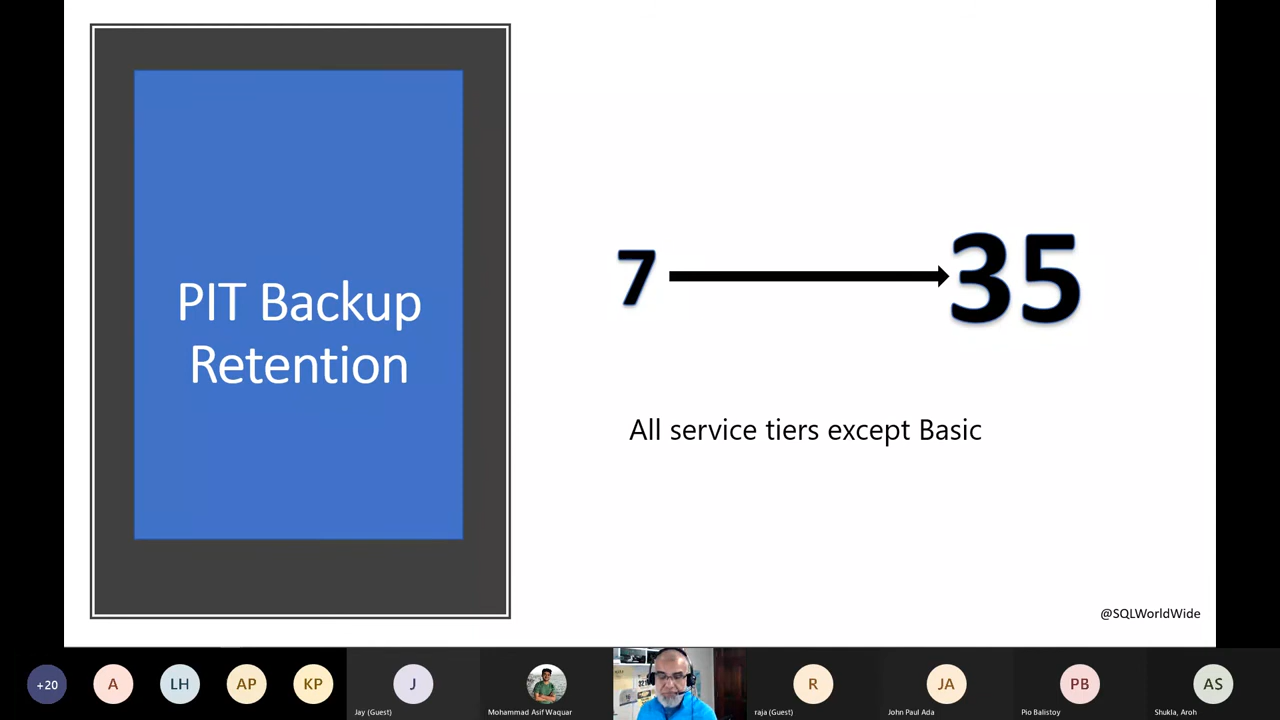 PIT Backup
Retention
7
35
All service tiers except Basic
@SQLWorldWide
+20
A
LH
AP
KP
J
R
JA
PB
AS
Jay (Guest)
Mohammad Asif Waquar
raja (Guest)
John Paul Ada
Pio Balistoy
Shukla, Aroh